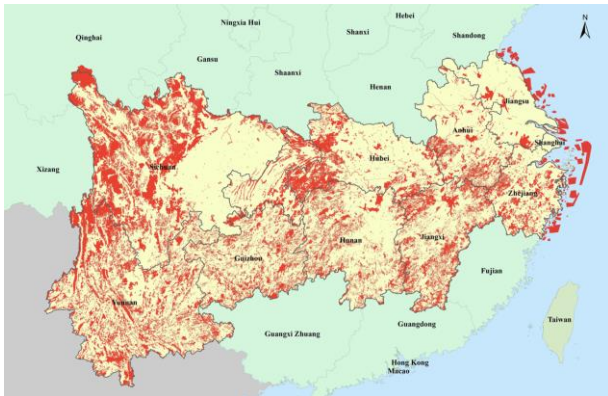 Hebei
N
Ningxia Hui
Shanxi
Shandong
Qinghai
Gansu
Shaanxi
Henan
Jiangsu
Anhui
Shanghai
Xizang
Sichuan
Hubei
Zhejiang
Jiangxi
Hunan
Guizhou
Fujian
Yunnan
Taiwan
Guangxi Zhuang
Guangdong
Hong Kong
Macao